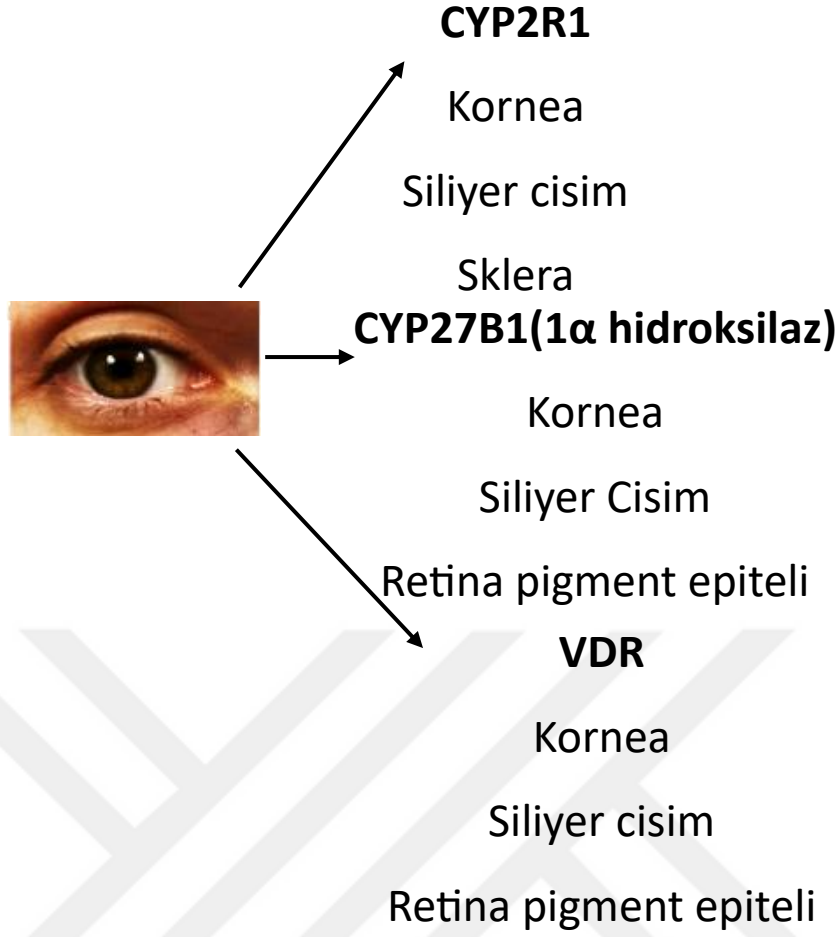 CYP2R1
Kornea
Siliyer cisim
Sklera
CYP27B1(1α hidroksilaz)
Kornea
Siliyer Cisim
Retina pigment epiteli
VDR
Kornea
Siliyer cisim
Retina pigment epiteli